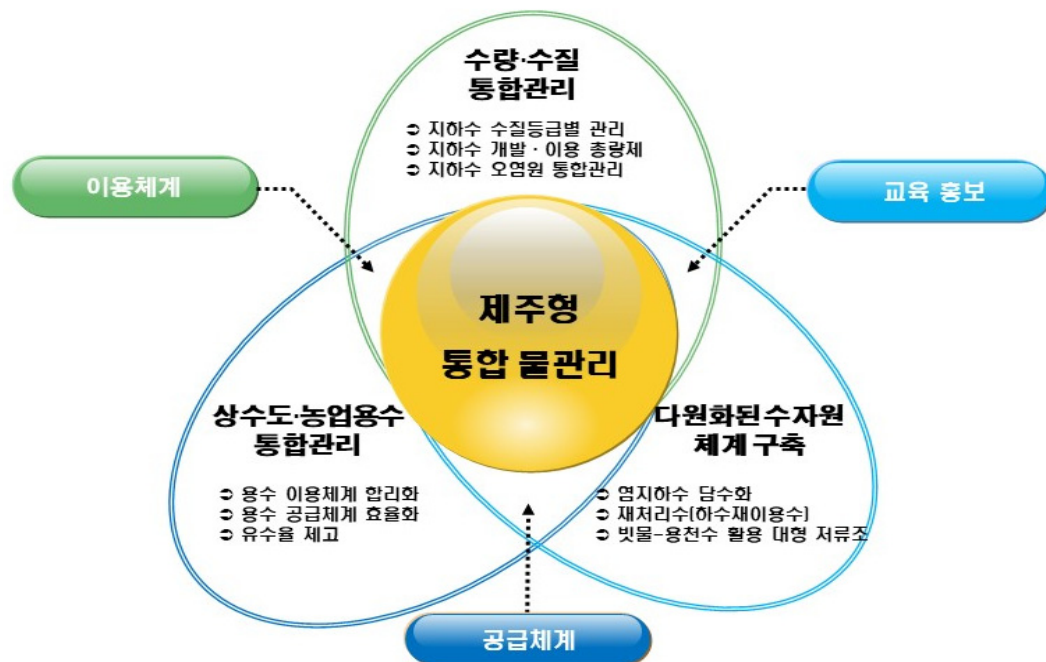 수량·수질
통합관리
➲ 지하수 수질등급별 관리
➲ 지하수 개발·이용 총량제
➲ 지하수 오염원 통합관리
이용체계
교육 홍보
제주형
통합 물관리
상수도·농업용수
통합관리
➲ 용수 이용체계 합리화
➲ 용수 공급체계 효율화
➲ 유수율 제고
다원화된 수자원
체계 구축
➲ 염지하수 담수화
➲ 재처리수(하수재이용수)
➲ 빗물-용천수 활용 대형 저류조
공급체계